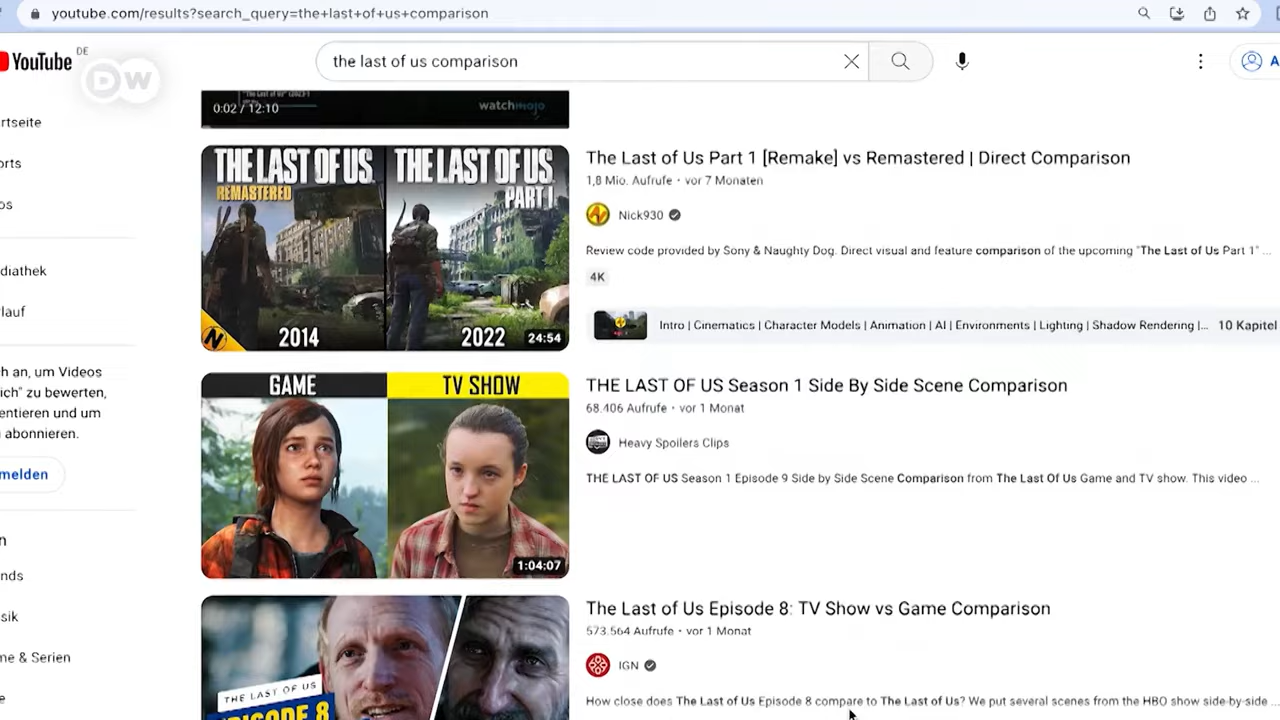 youtube.com/results?search_query=the+last+of+us+comparison
YouTube DE
the last of us comparison
DW
rtseite
orts
os
diathek
lauf
h an, um Videos
ich" zu bewerten,
entieren und um
abonnieren.
melden
n
nds
sik
me & Serien
e
0:02 / 12:10
watchmojo
THE LAST OF US
REMASTERED
2014
THE LAST OF US
PART I
2022
24:54
The Last of Us Part 1 [Remake] vs Remastered | Direct Comparison
1,8 Mio. Aufrufe • vor 7 Monaten
Nick930
Review code provided by Sony & Naughty Dog. Direct visual and feature comparison of the upcoming "The Last of Us Part 1" ...
4K
Intro | Cinematics | Character Models | Animation | AI | Environments | Lighting | Shadow Rendering |... 10 Kapitel
GAME
TV SHOW
1:04:07
THE LAST OF US Season 1 Side By Side Scene Comparison
68.406 Aufrufe • vor 1 Monat
Heavy Spoilers Clips
THE LAST OF US Season 1 Episode 9 Side by Side Scene Comparison from The Last Of Us Game and TV show. This video ...
THE LAST OF US
EPISODE 8
The Last of Us Episode 8: TV Show vs Game Comparison
573.564 Aufrufe • vor 1 Monat
IGN
How close does The Last of Us Episode 8 compare to The Last of Us? We put several scenes from the HBO show side-by-side ...
A